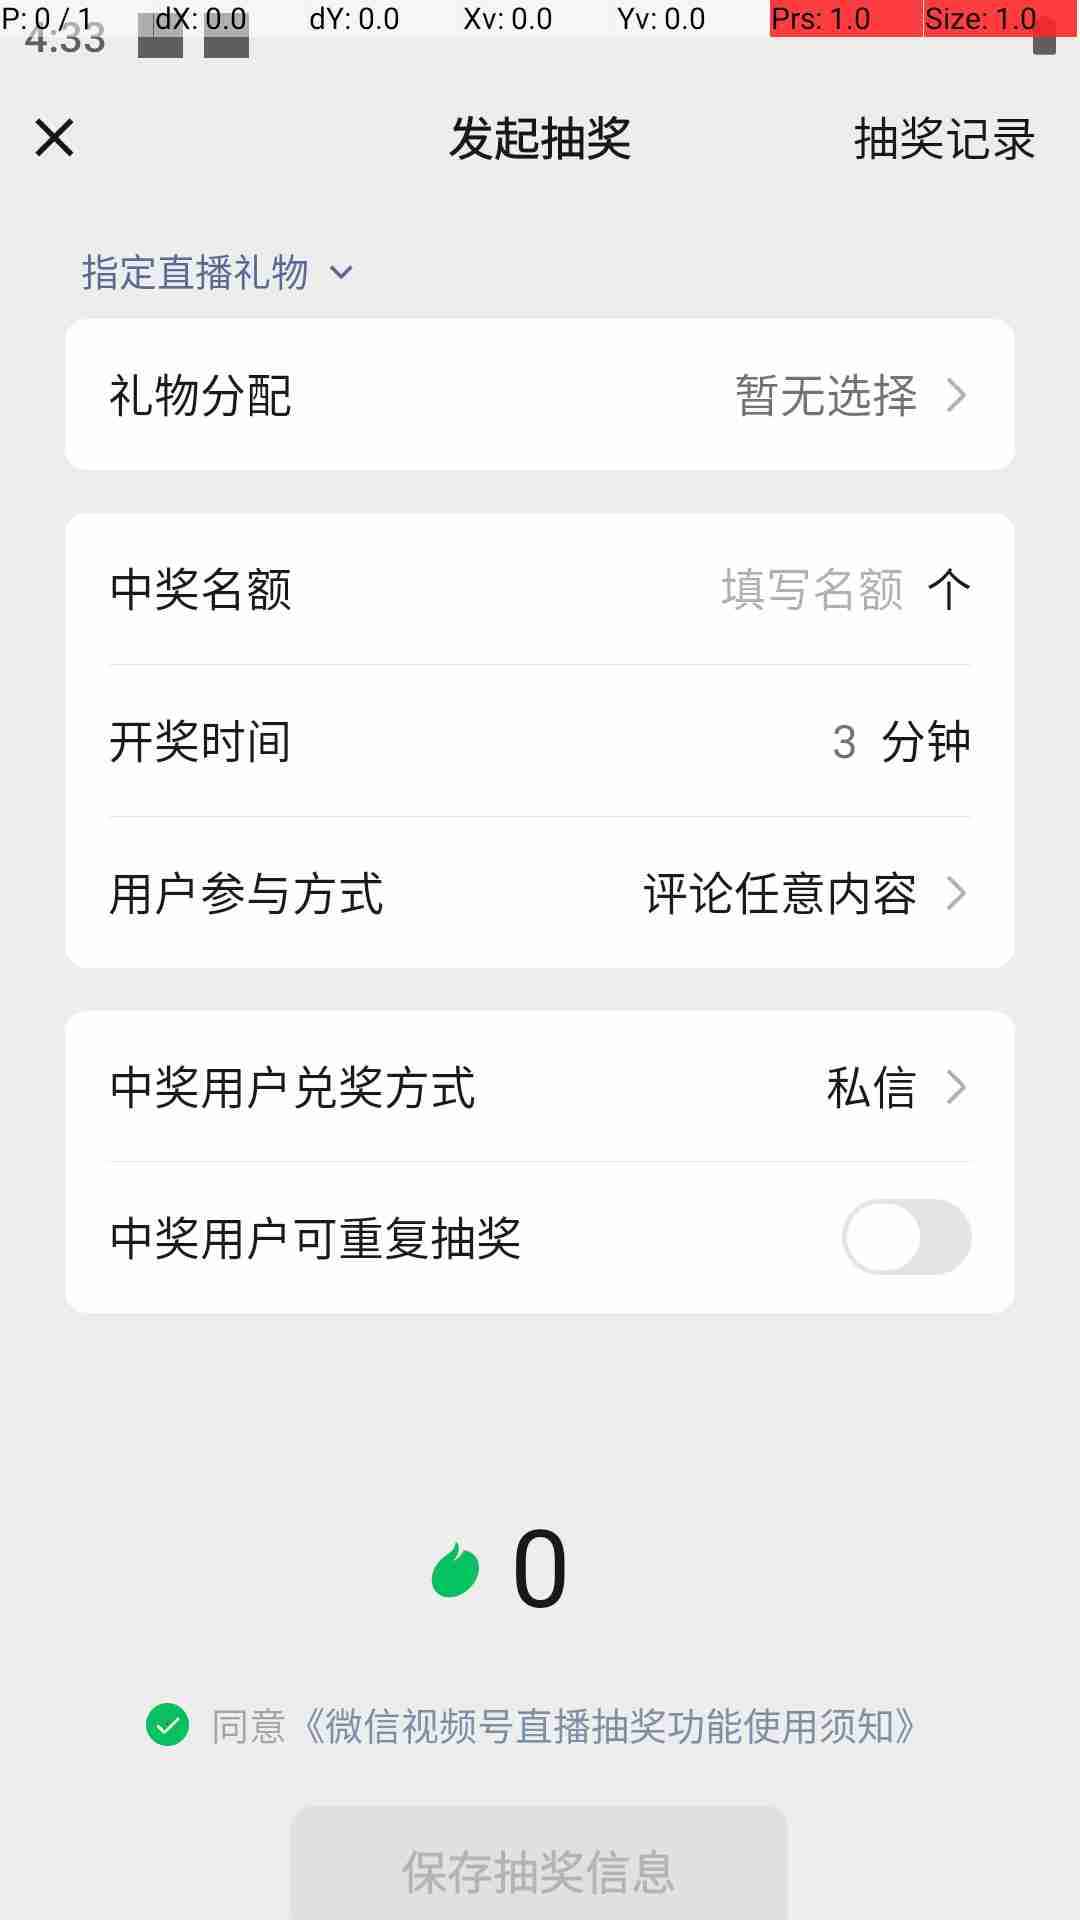 P: 0 / 1 dX: 0.0 dY: 0.0 Xv: 0.0 Yv: 0.0 Prs: 1.0 Size: 1.0
4:33
发起抽奖 抽奖记录
指定直播礼物
礼物分配 暂无选择
中奖名额 填写名额 个
开奖时间 3 分钟
用户参与方式 评论任意内容
中奖用户兑奖方式 私信
中奖用户可重复抽奖
0
同意《微信视频号直播抽奖功能使用须知》
保存抽奖信息